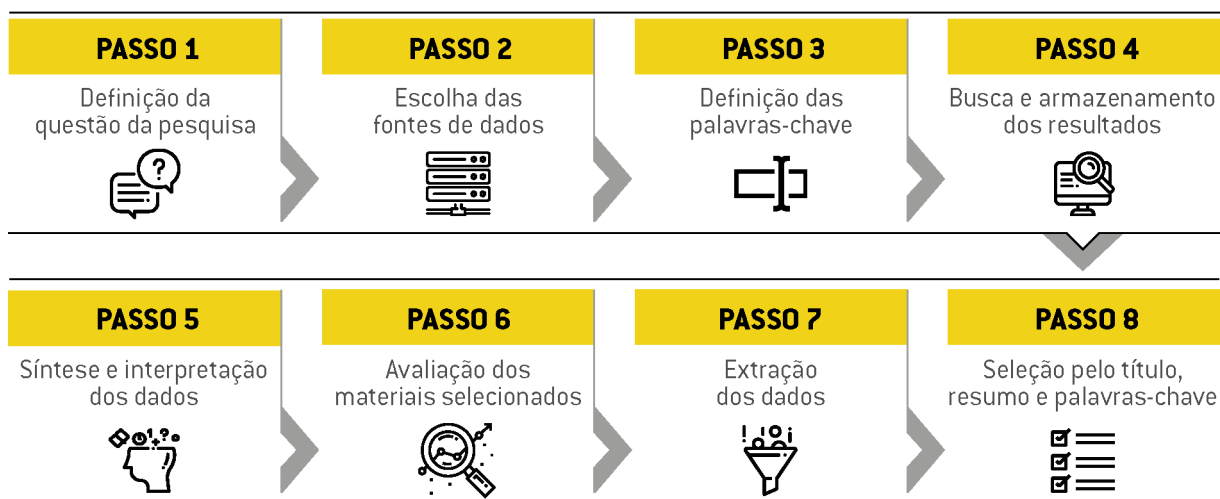 PASSO 1
Definição da
questão da pesquisa
?
PASSO 2
Escolha das
fontes de dados
PASSO 3
Definição das
palavras-chave
PASSO 4
Busca e armazenamento
dos resultados
PASSO 5
Síntese e interpretação
dos dados
PASSO 6
Avaliação dos
materiais selecionados
PASSO 7
Extração
dos dados
PASSO 8
Seleção pelo título,
resumo e palavras-chave